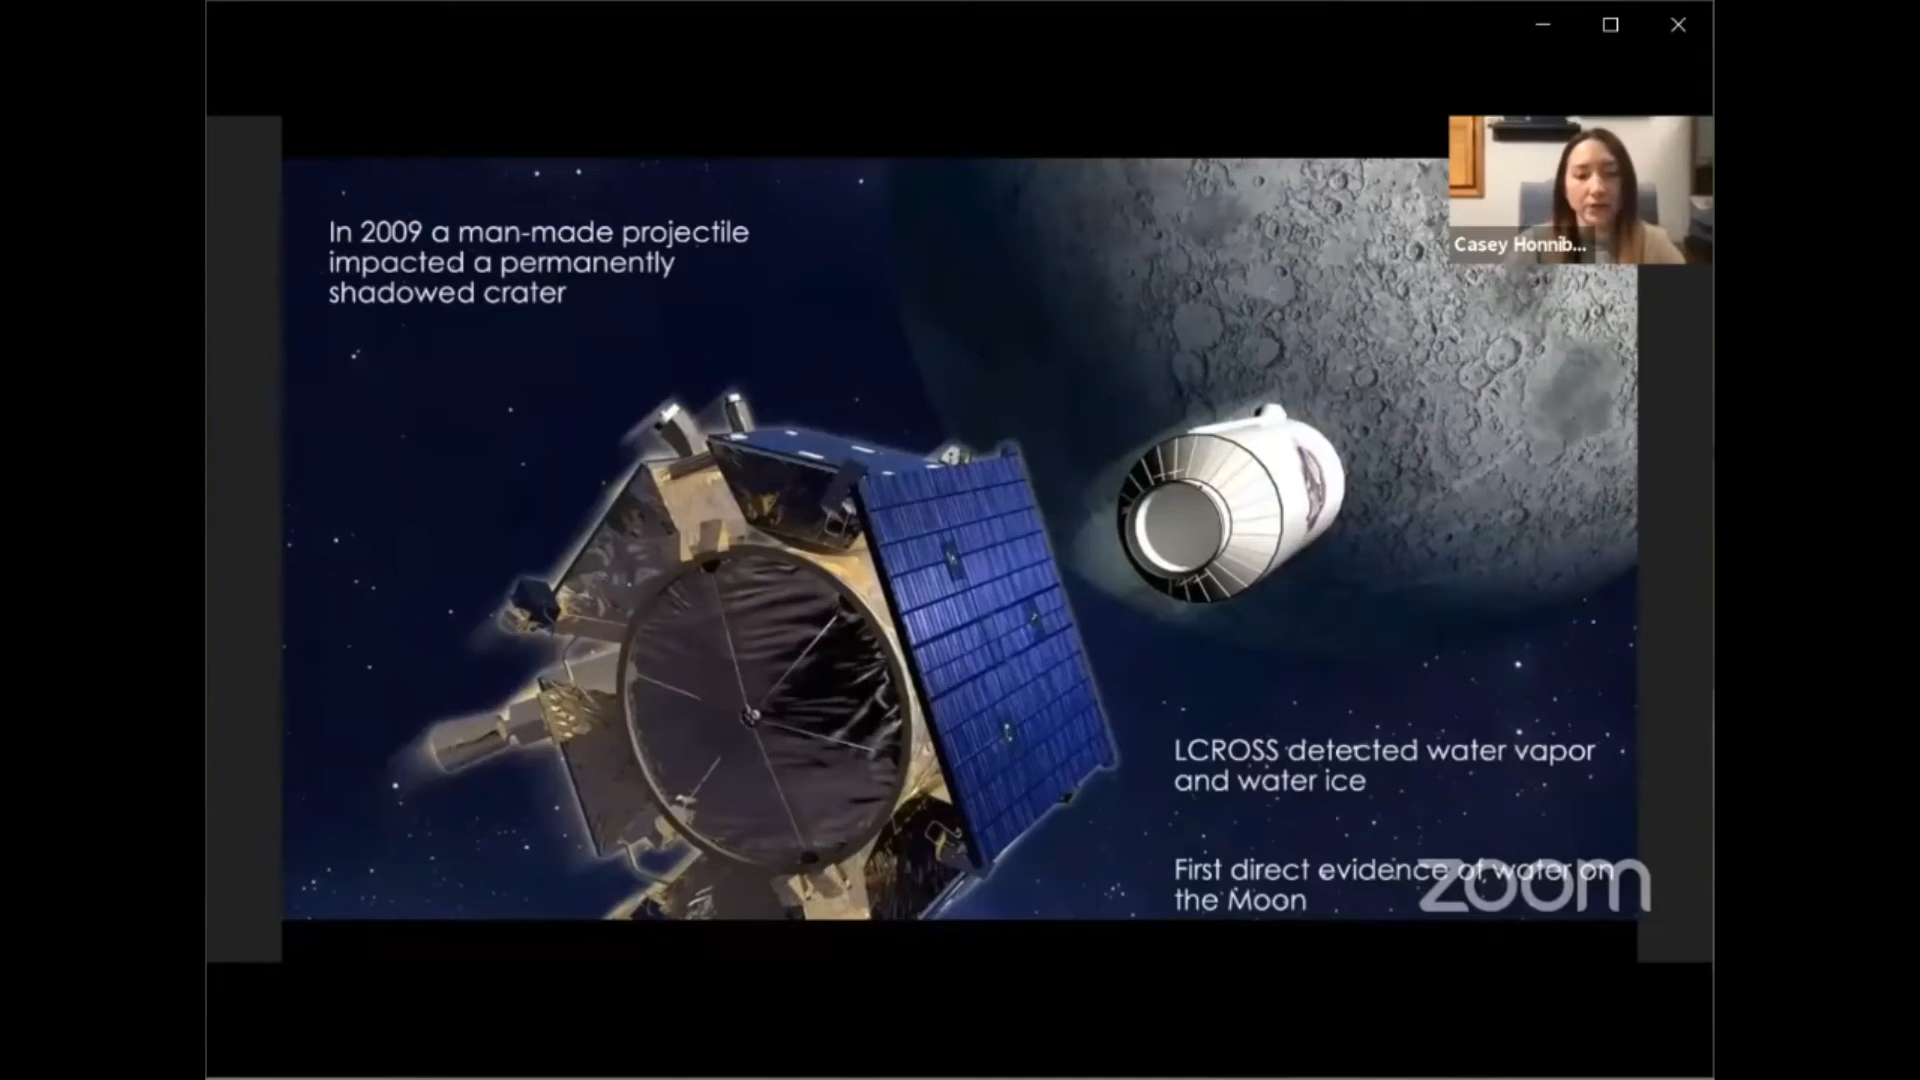 In 2009 a man-made projectile
impacted a permanently
shadowed crater
Casey Honnib...
LCROSS detected water vapor
and water ice
First direct evidence of water on
the Moon
zoom